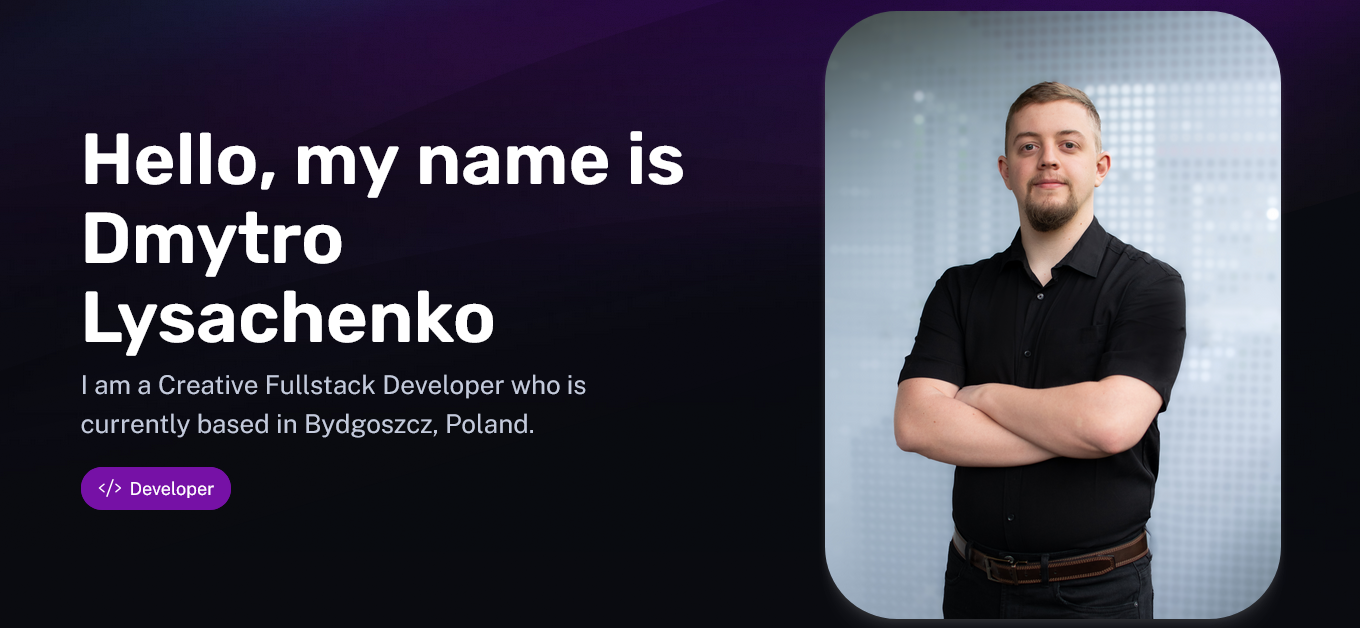 Hello, my name is
Dmytro
Lysachenko
I am a Creative Fullstack Developer who is
currently based in Bydgoszcz, Poland.
</> Developer